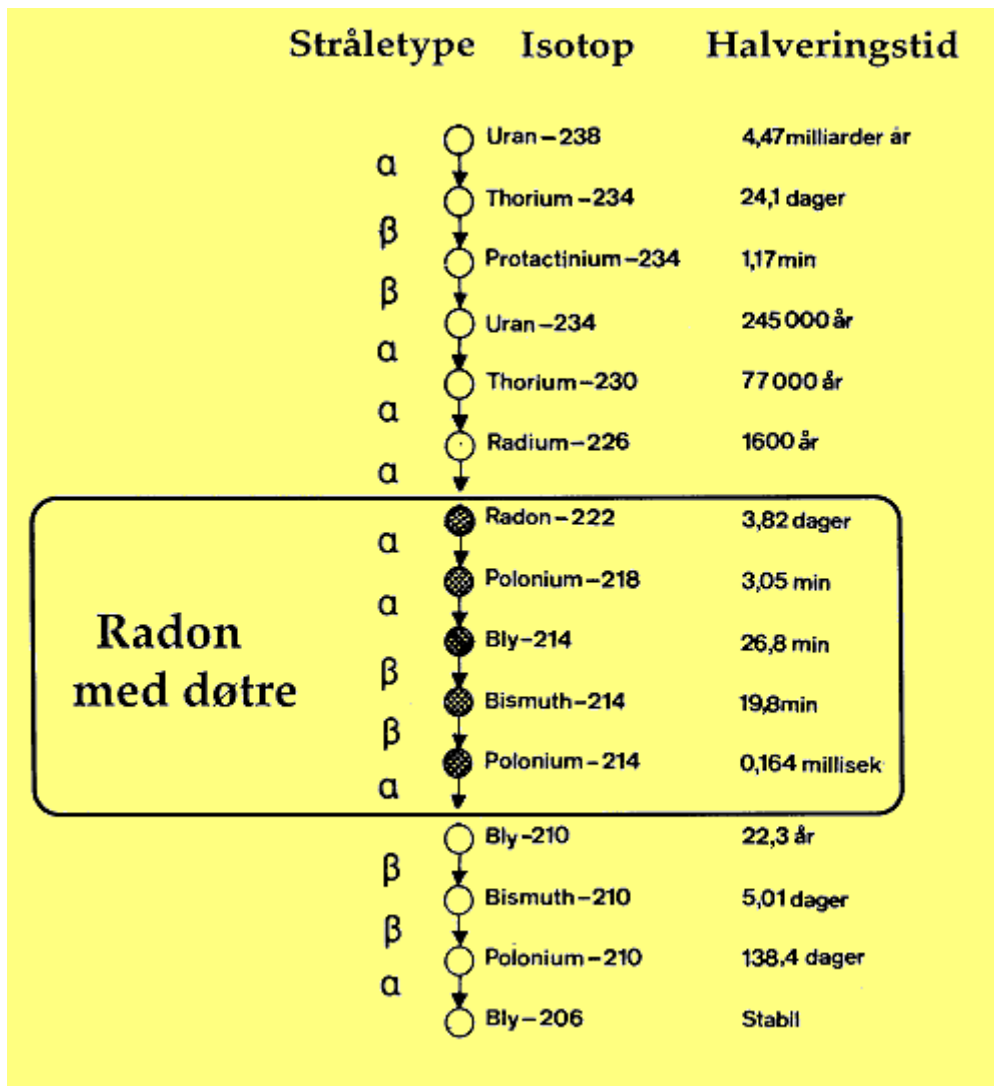 Stråletype Isotop Halveringstid
Uran-238 4,47 milliarder år
α
Thorium-234 24,1 dager
β
Protactinium-234 1,17 min
β
Uran-234 245 000 år
α
Thorium-230 77 000 år
α
Radium-226 1600 år
α
Radon-222 3,82 dager
α
Polonium-218 3,05 min
α
Radon
med døtre
Bly-214 26,8 min
β
Bismuth-214 19,8 min
β
Polonium-214 0,164 millisek
α
Bly-210 22,3 år
β
Bismuth-210 5,01 dager
β
Polonium-210 138,4 dager
α
Bly-206 Stabil